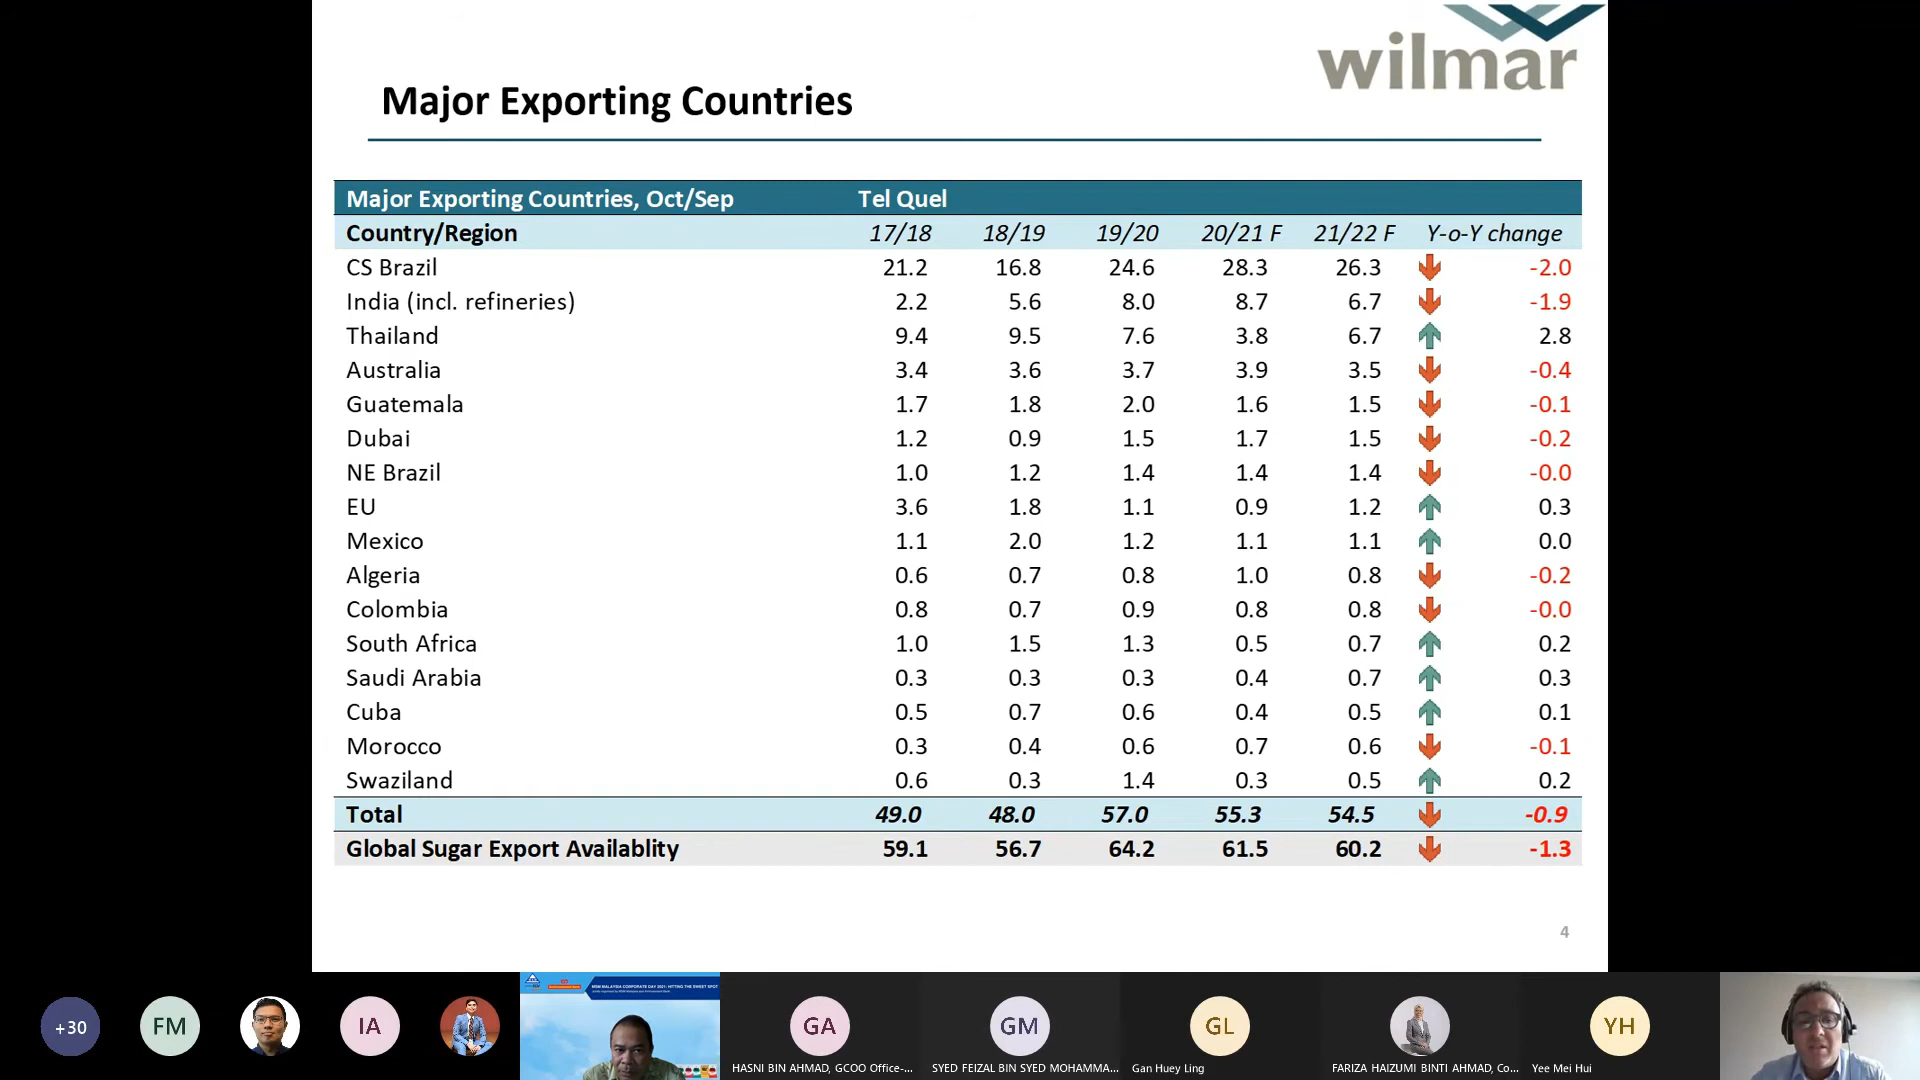 wilmar
Major Exporting Countries
Major Exporting Countries, Oct/Sep Tel Quel
Country/Region 17/18 18/19 19/20 20/21 F 21/22 F Y-o-Y change
CS Brazil 21.2 16.8 24.6 28.3 26.3 -2.0
India (incl. refineries) 2.2 5.6 8.0 8.7 6.7 -1.9
Thailand 9.4 9.5 7.6 3.8 6.7 2.8
Australia 3.4 3.6 3.7 3.9 3.5 -0.4
Guatemala 1.7 1.8 2.0 1.6 1.5 -0.1
Dubai 1.2 0.9 1.5 1.7 1.5 -0.2
NE Brazil 1.0 1.2 1.4 1.4 1.4 -0.0
EU 3.6 1.8 1.1 0.9 1.2 0.3
Mexico 1.1 2.0 1.2 1.1 1.1 0.0
Algeria 0.6 0.7 0.8 1.0 0.8 -0.2
Colombia 0.8 0.7 0.9 0.8 0.8 -0.0
South Africa 1.0 1.5 1.3 0.5 0.7 0.2
Saudi Arabia 0.3 0.3 0.3 0.4 0.7 0.3
Cuba 0.5 0.7 0.6 0.4 0.5 0.1
Morocco 0.3 0.4 0.6 0.7 0.6 -0.1
Swaziland 0.6 0.3 1.4 0.3 0.5 0.2
Total 49.0 48.0 57.0 55.3 54.5 -0.9
Global Sugar Export Availablity 59.1 56.7 64.2 61.5 60.2 -1.3
4
+30 FM IA GA GM GL YH
MSM MALAYSIA CORPORATE DAY 2021: HITTING THE SWEET SPOT
HASNI BIN AHMAD, GCOO Office-... SYED FEIZAL BIN SYED MOHAMMA... Gan Huey Ling FARIZA HAIZUMI BINTI AHMAD, Co... Yee Mei Hui